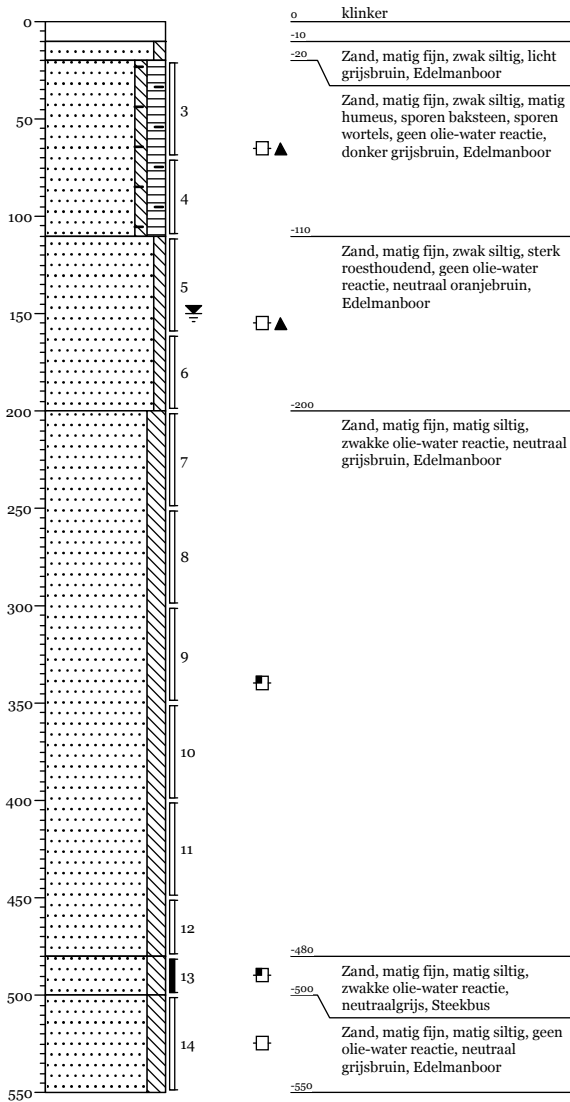 0
50
100
150
200
250
300
350
400
450
500
550
3
4
5
6
7
8
9
10
11
12
13
14
0
klinker
-10
-20
Zand, matig fijn, zwak siltig, licht
grijsbruin, Edelmanboor
Zand, matig fijn, zwak siltig, matig
humeus, sporen baksteen, sporen
wortels, geen olie-water reactie,
donker grijsbruin, Edelmanboor
-110
Zand, matig fijn, zwak siltig, sterk
roesthoudend, geen olie-water
reactie, neutraal oranjebruin,
Edelmanboor
-200
Zand, matig fijn, matig siltig,
zwakke olie-water reactie, neutraal
grijsbruin, Edelmanboor
-480
Zand, matig fijn, matig siltig,
zwakke olie-water reactie,
neutraalgrijs, Steekbus
-500
Zand, matig fijn, matig siltig, geen
olie-water reactie, neutraal
grijsbruin, Edelmanboor
-550